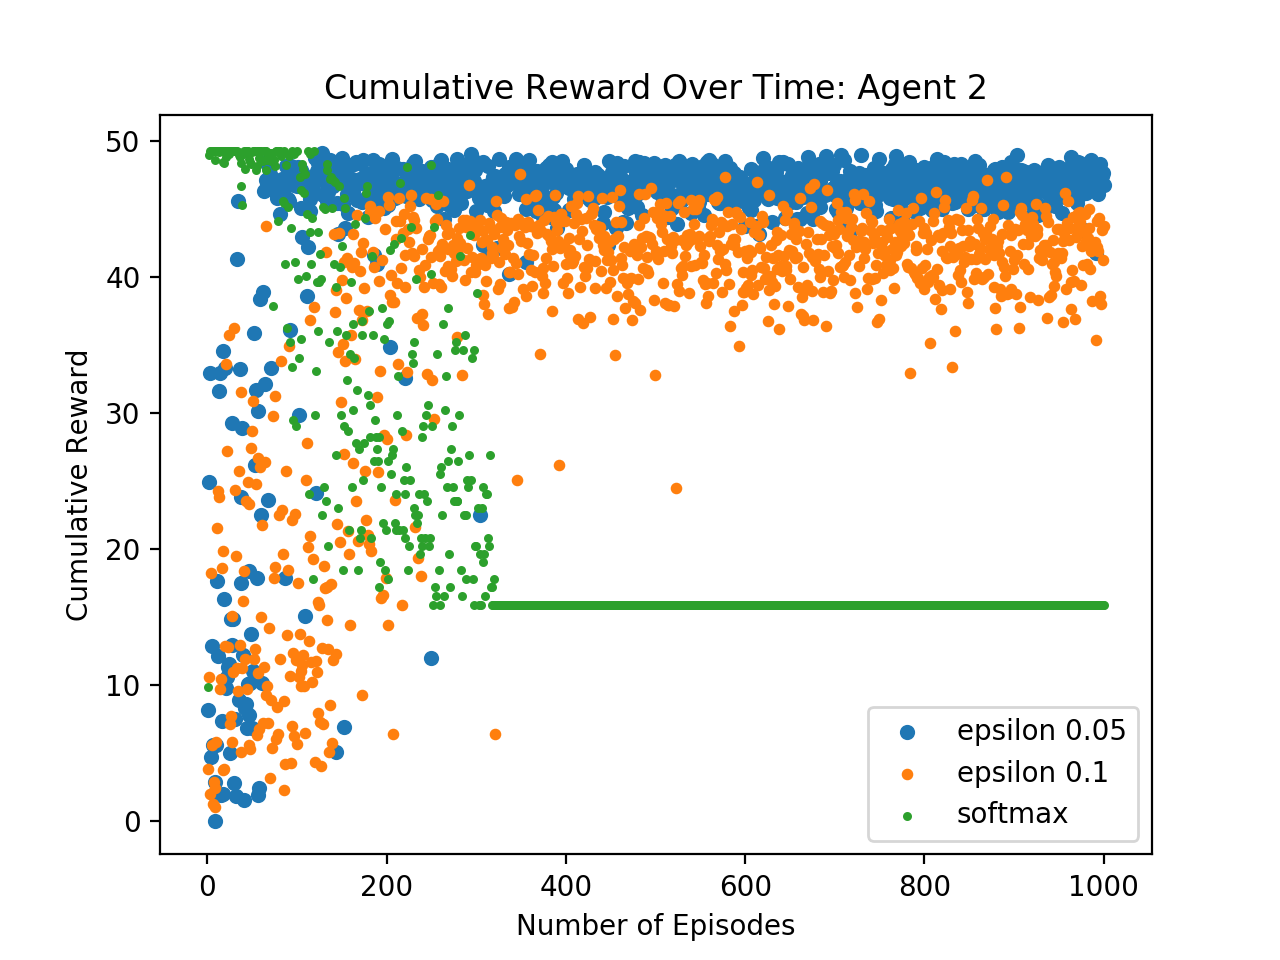 Cumulative Reward Over Time: Agent 2
50
40
30
20
10
0
Cumulative Reward
0 200 400 600 800 1000
Number of Episodes
epsilon 0.05
epsilon 0.1
softmax